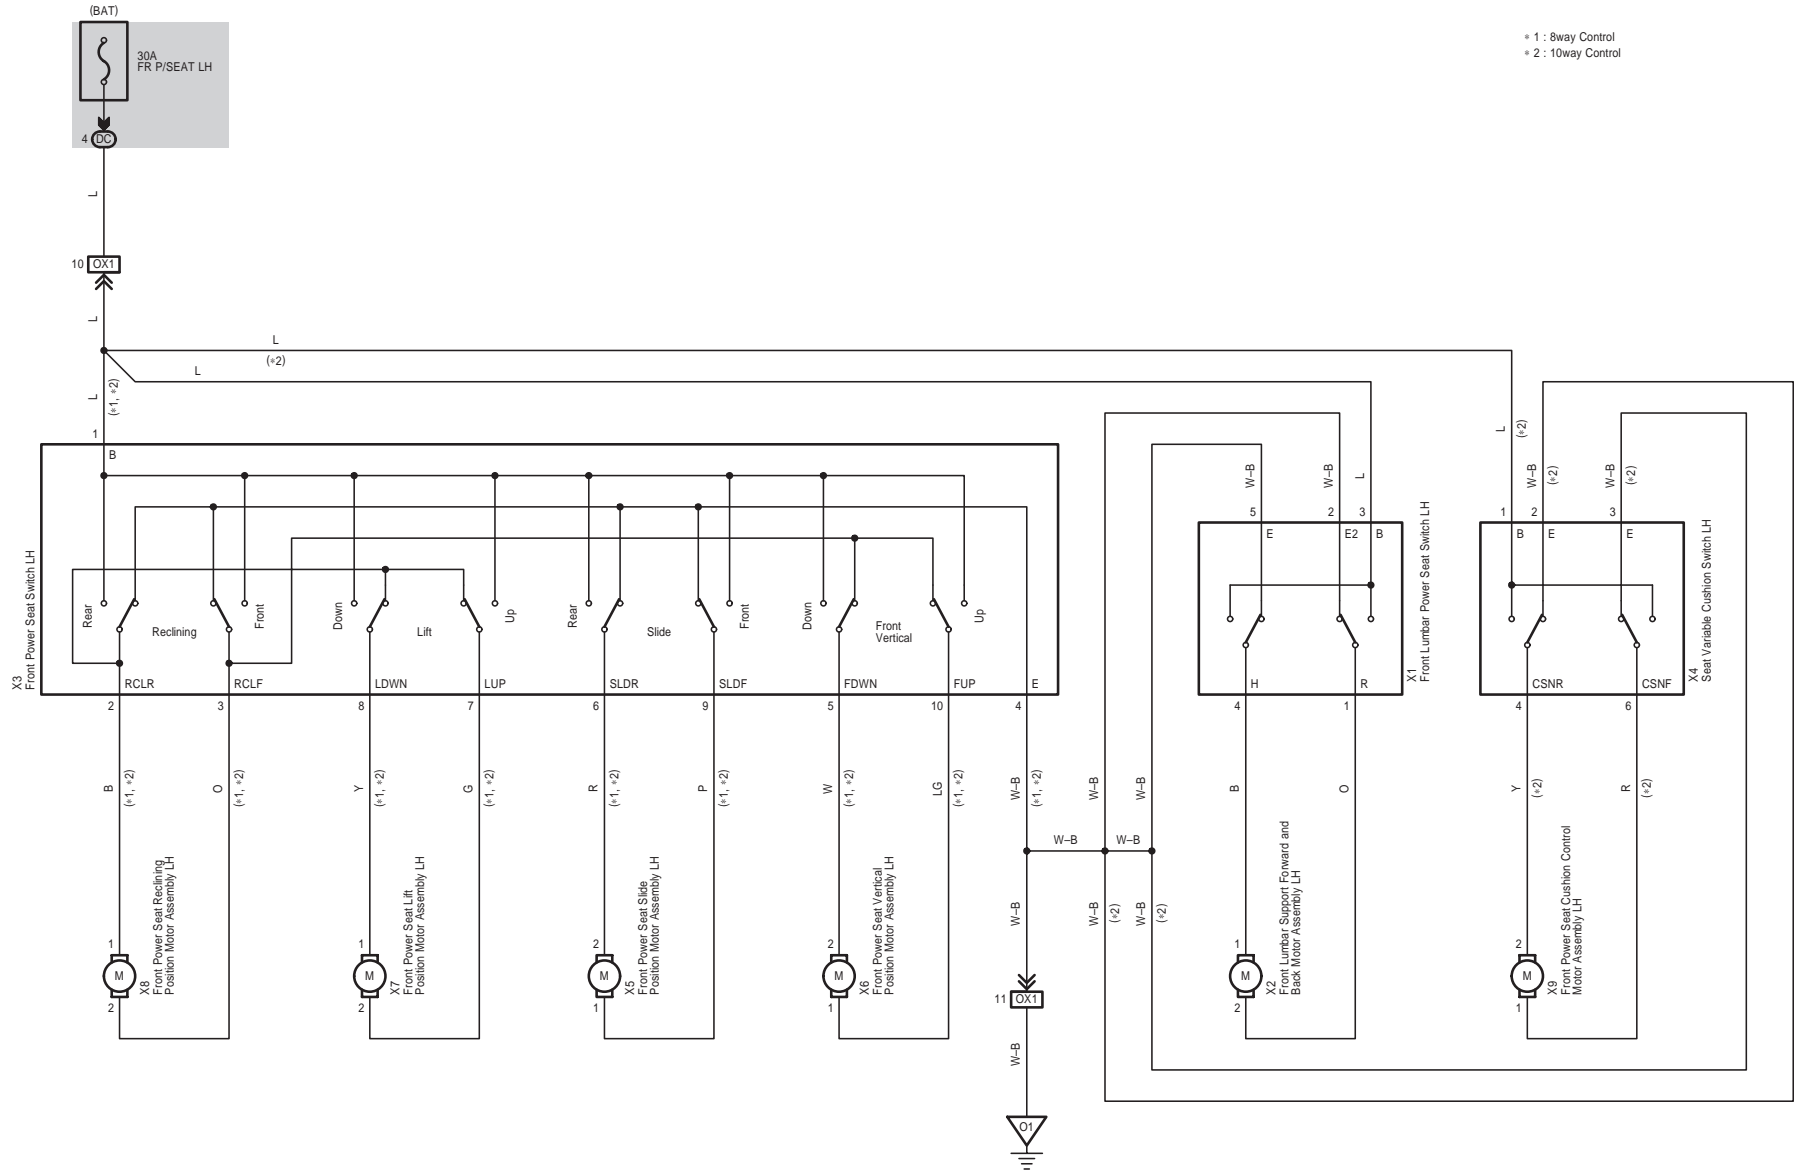 (BAT)
30A
FR P/SEAT LH
4 DC
∗ 1 : 8way Control
∗ 2 : 10way Control
L
10 OX1
L
L
(∗2)
L
L
(∗1, ∗2)
1
B
L
(∗2)
W–B
W–B
L
W–B
(∗2)
W–B
(∗2)
5
2
3
1
2
3
E
E2
B
B
E
E
X3
Front Power Seat Switch LH
Rear
Reclining
Front
Down
Lift
Up
Rear
Slide
Front
Down
Front
Vertical
Up
X1
Front Lumbar Power Seat Switch LH
X4
Seat Variable Cushion Switch LH
RCLR
RCLF
LDWN
LUP
SLDR
SLDF
FDWN
FUP
E
H
R
CSNR
CSNF
2
3
8
7
6
9
5
10
4
4
1
4
6
B
(∗1, ∗2)
O
(∗1, ∗2)
Y
(∗1, ∗2)
G
(∗1, ∗2)
R
(∗1, ∗2)
P
(∗1, ∗2)
W
(∗1, ∗2)
LG
(∗1, ∗2)
W–B
(∗1, ∗2)
W–B
W–B
B
O
Y
(∗2)
R
(∗2)
W–B
W–B
W–B
W–B
(∗2)
W–B
(∗2)
1
M
2
X8
Front Power Seat Reclining
Position Motor Assembly LH
1
M
2
X7
Front Power Seat Lift
Position Motor Assembly LH
2
M
1
X5
Front Power Seat Slide
Position Motor Assembly LH
2
M
1
X6
Front Power Seat Vertical
Position Motor Assembly LH
11 OX1
W–B
O1
1
M
2
X2
Front Lumbar Support Forward and
Back Motor Assembly LH
2
M
1
X9
Front Power Seat Cushion Control
Motor Assembly LH